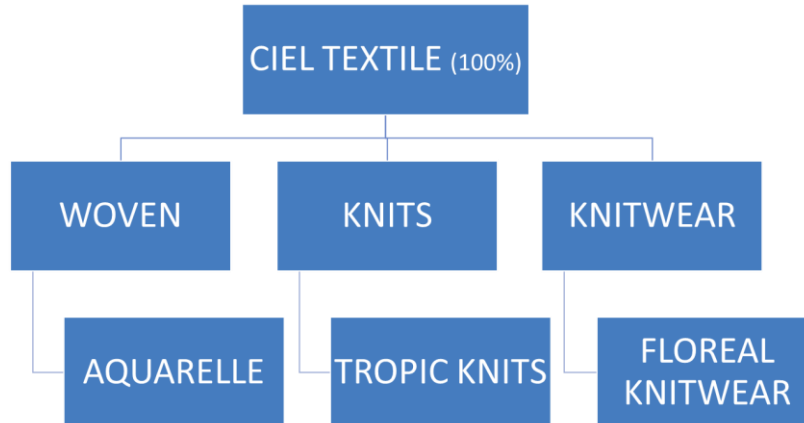 CIEL TEXTILE (100%)
WOVEN
KNITS
KNITWEAR
AQUARELLE
TROPIC KNITS
FLOREAL
KNITWEAR